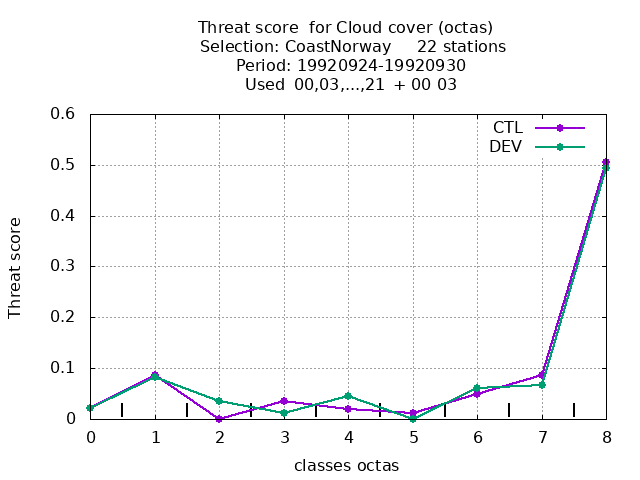 Threat score  for Cloud cover (octas)
Selection: CoastNorway     22 stations
Period: 19920924-19920930
Used  00,03,...,21  + 00 03
CTL
DEV
0.6
0.5
0.4
0.3
0.2
0.1
0
Threat score
0 1 2 3 4 5 6 7 8
classes octas